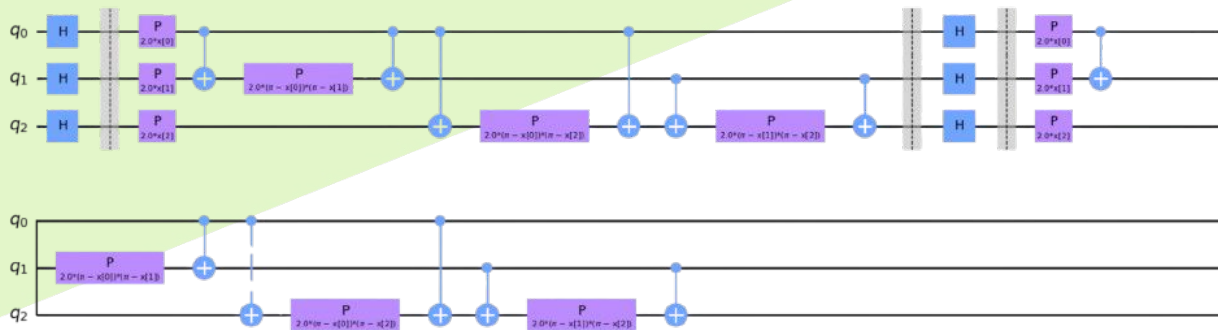 q₀ H P 2.0*x[0] H P 2.0*x[0]
q₁ H P 2.0*x[1] P 2.0*(π − x[0])*(π − x[1]) H P 2.0*x[1]
q₂ H P 2.0*x[2] P 2.0*(π − x[0])*(π − x[2]) P 2.0*(π − x[1])*(π − x[2]) H P 2.0*x[2]
q₀
q₁ P 2.0*(π − x[0])*(π − x[1])
q₂ P 2.0*(π − x[0])*(π − x[2]) P 2.0*(π − x[1])*(π − x[2])